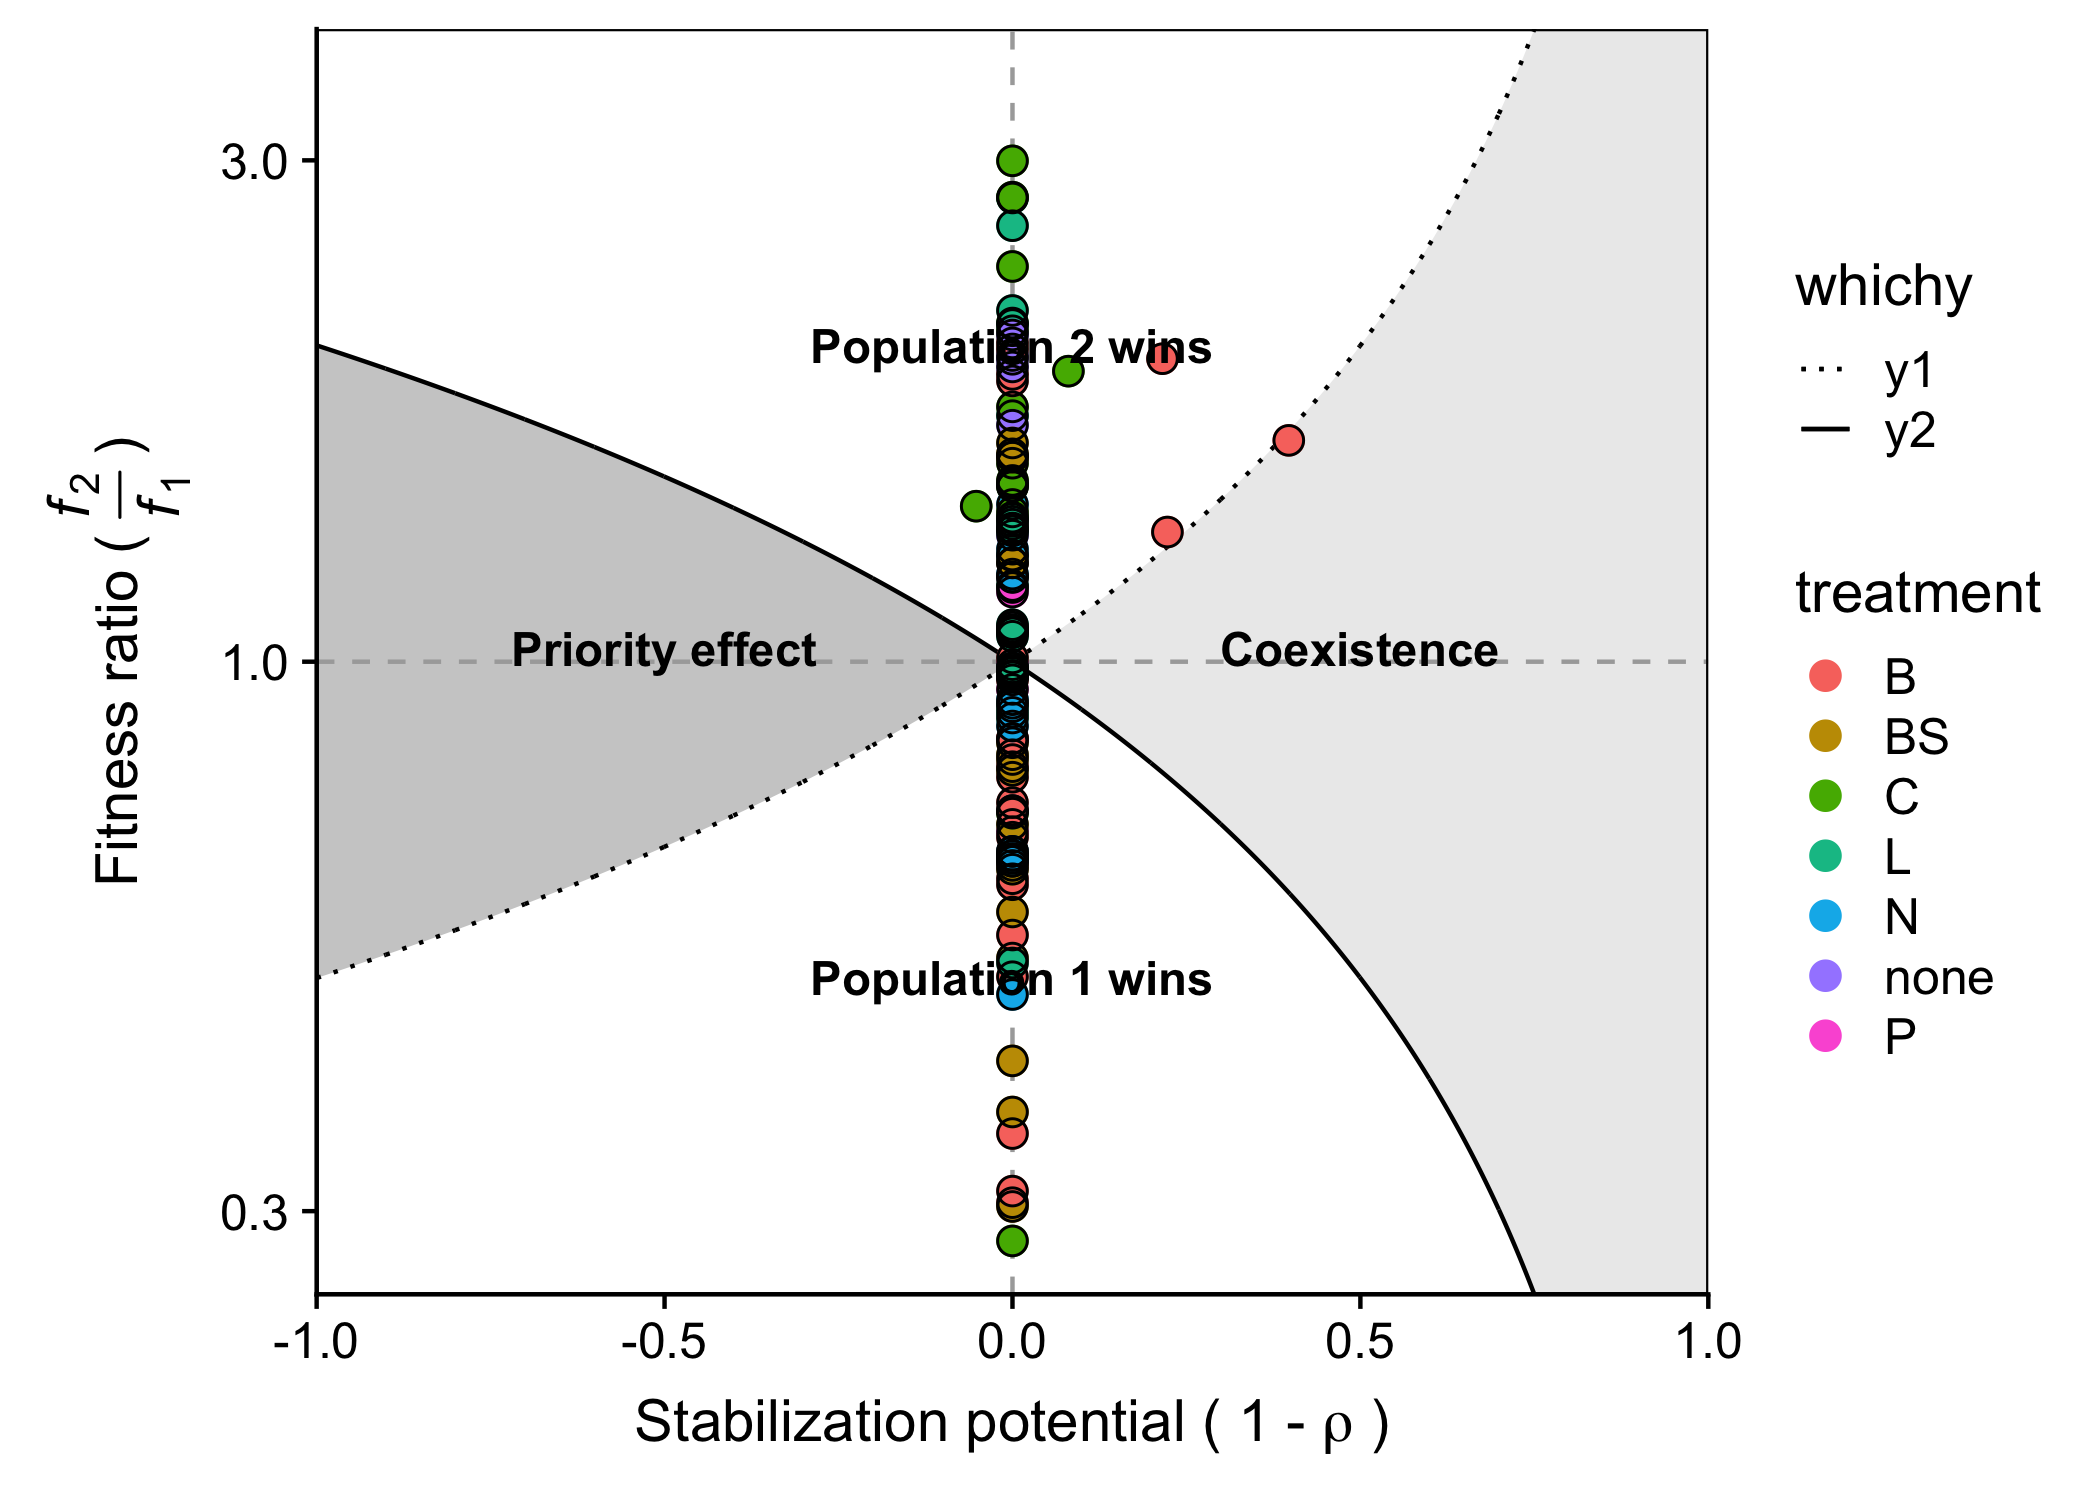 3.0
1.0
0.3
Fitness ratio ( f2/f1 )
Population 2 wins
Priority effect
Coexistence
Population 1 wins
-1.0
-0.5
0.0
0.5
1.0
Stabilization potential ( 1 - ρ )
whichy
y1
y2
treatment
B
BS
C
L
N
none
P